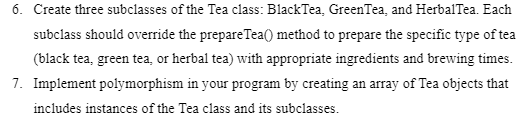 6. Create three subclasses of the Tea class: BlackTea, GreenTea, and HerbalTea. Each
subclass should override the prepareTea() method to prepare the specific type of tea
(black tea, green tea, or herbal tea) with appropriate ingredients and brewing times.
7. Implement polymorphism in your program by creating an array of Tea objects that
includes instances of the Tea class and its subclasses.